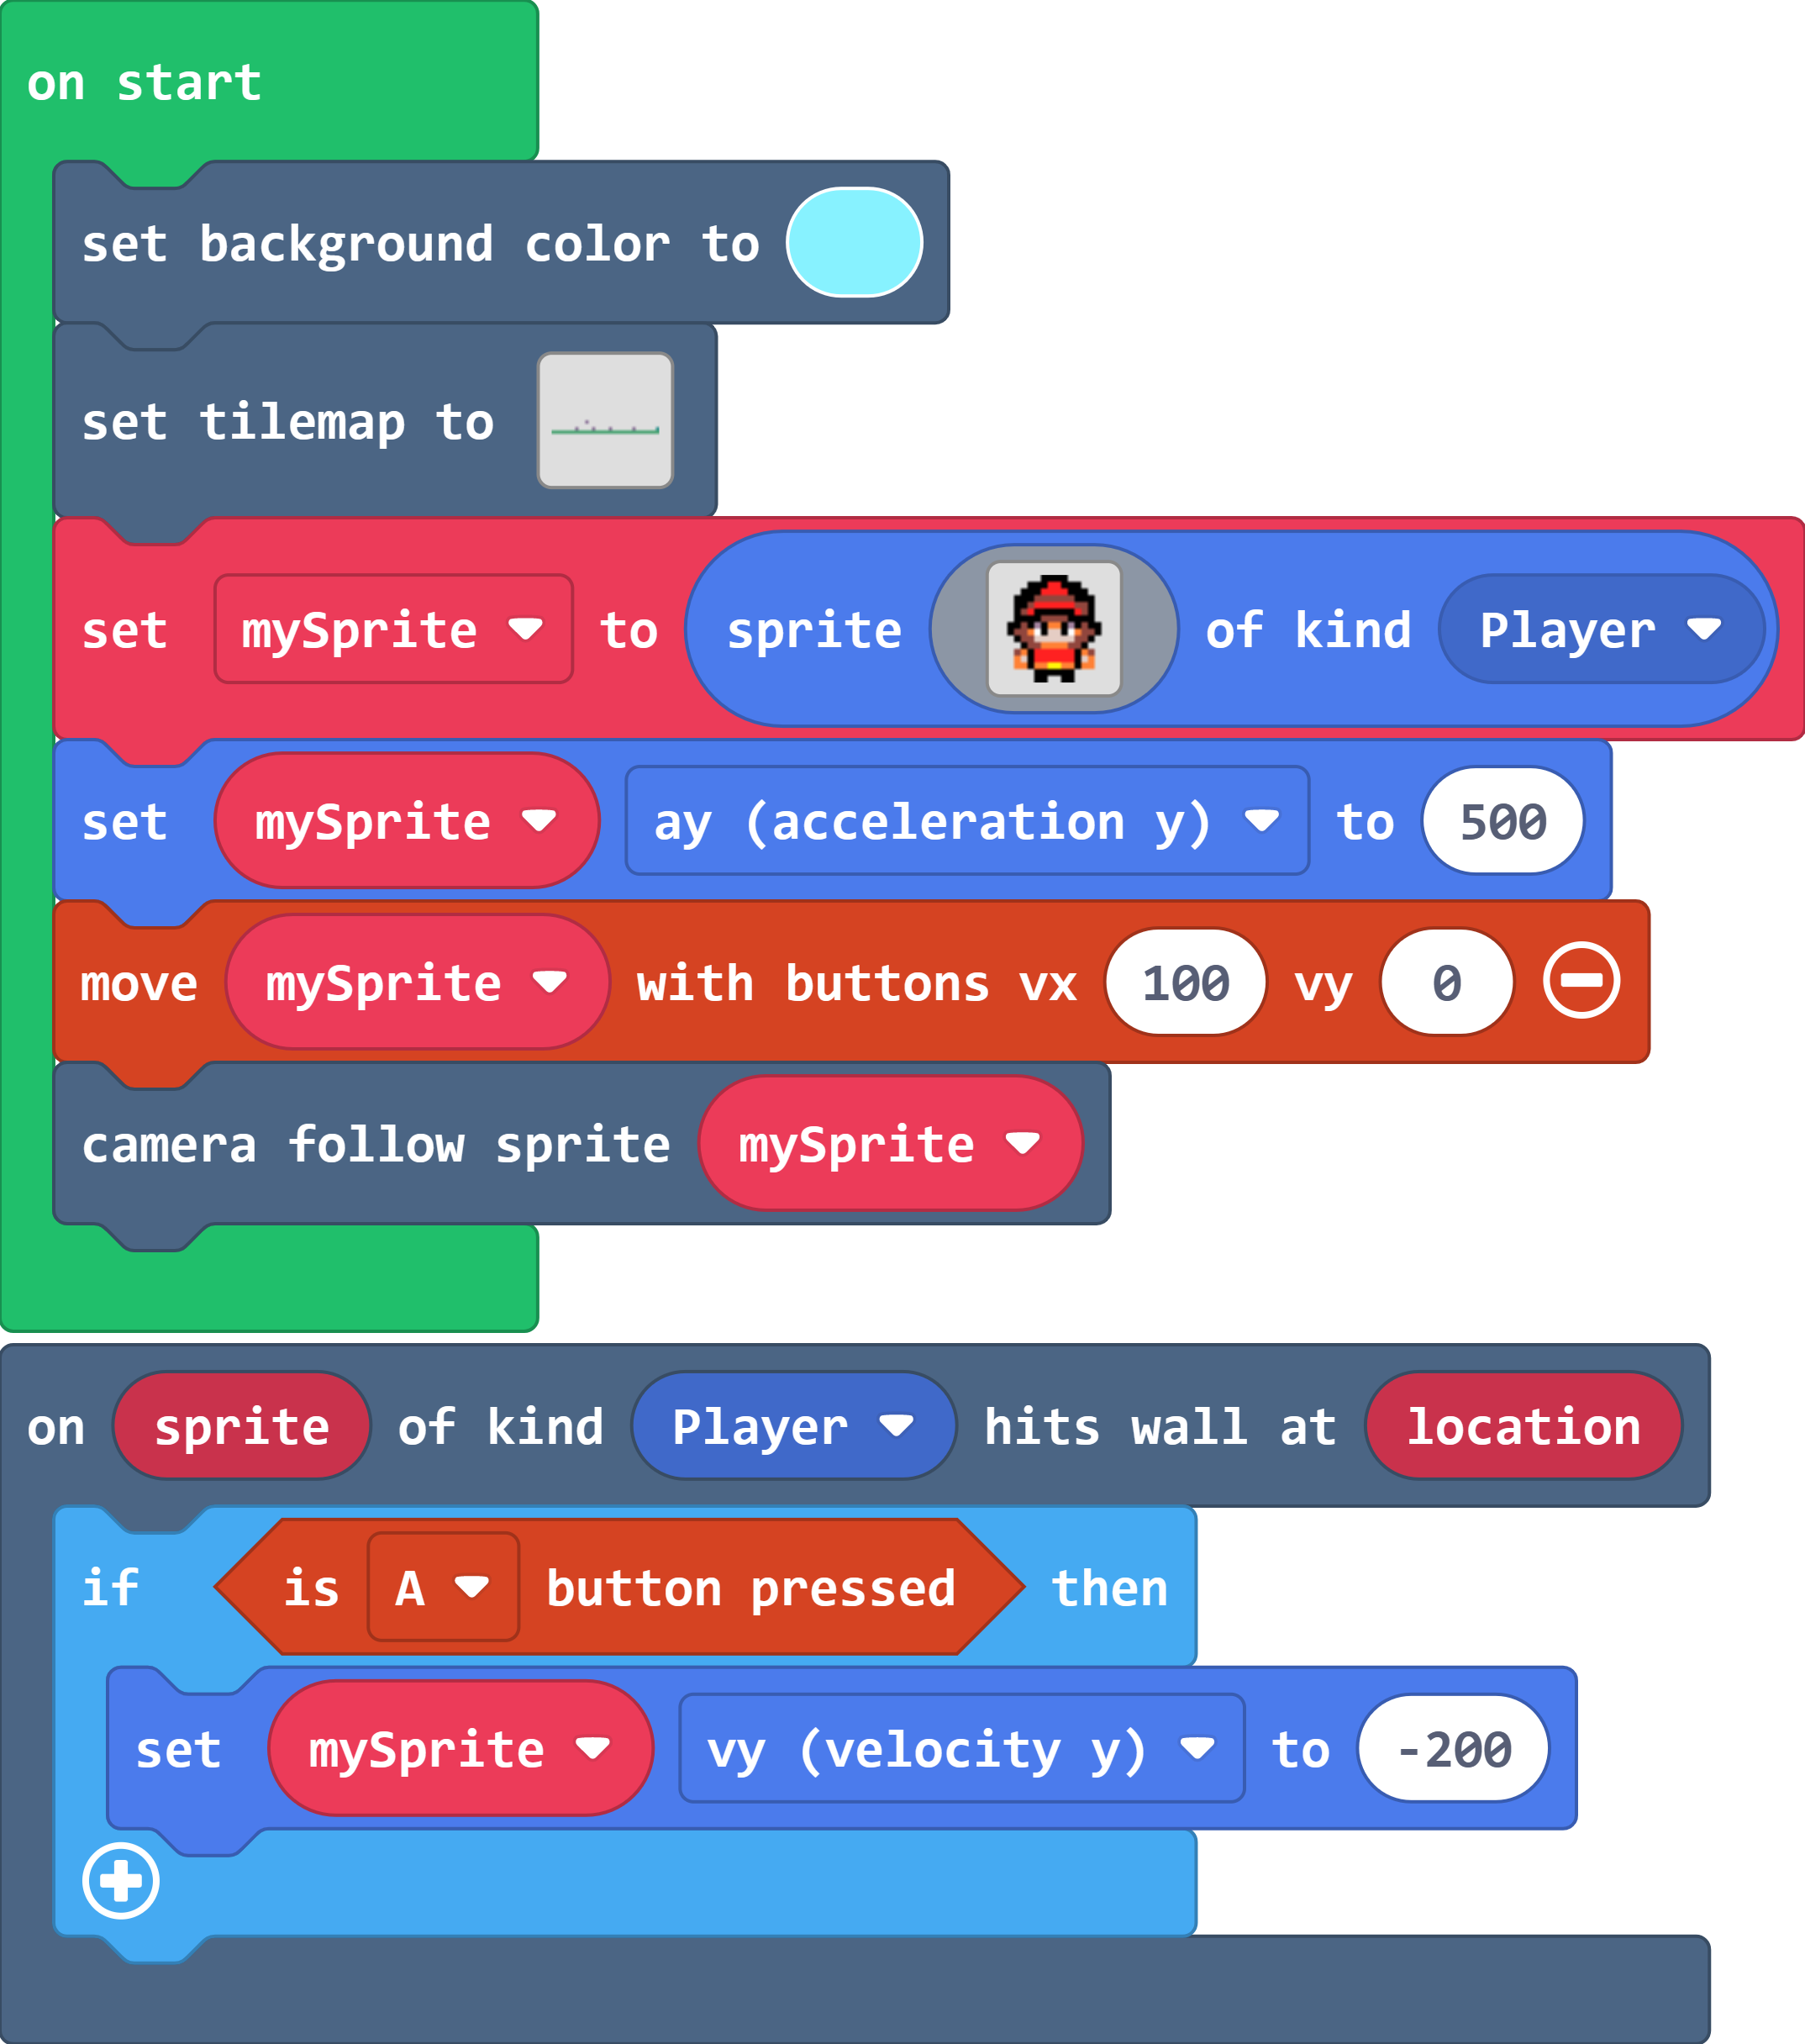 on start
set background color to
set tilemap to
set mySprite to sprite of kind Player
set mySprite ay (acceleration y) to 500
move mySprite with buttons vx 100 vy 0
camera follow sprite mySprite
on sprite of kind Player hits wall at location
if is A button pressed then
set mySprite vy (velocity y) to -200